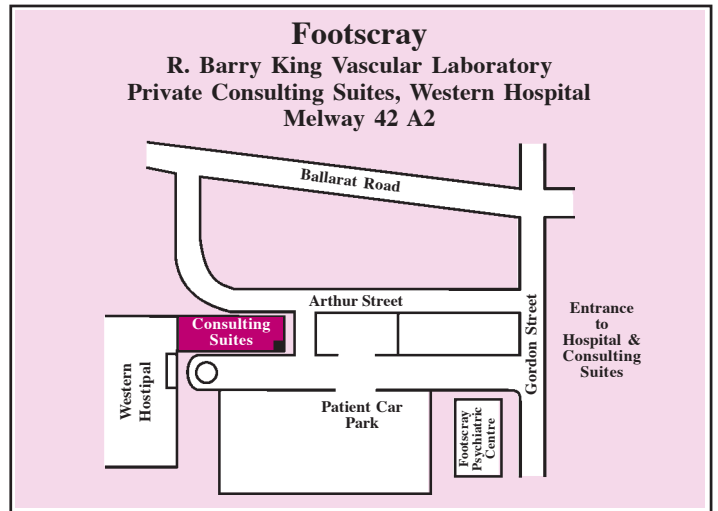 Footscray
R. Barry King Vascular Laboratory
Private Consulting Suites, Western Hospital
Melway 42 A2
Ballarat Road
Arthur Street
Consulting
Suites
Gordon Street
Entrance
to
Hospital &
Consulting
Suites
Western
Hostipal
Patient Car
Park
Footscray
Psychiatric
Centre